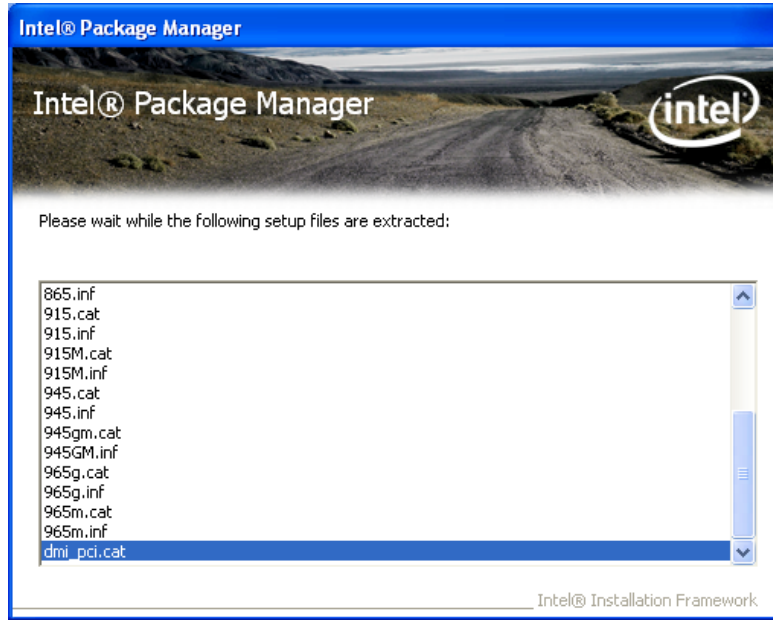 Intel® Package Manager
Intel® Package Manager
intel
Please wait while the following setup files are extracted:
865.inf
915.cat
915.inf
915M.cat
915M.inf
945.cat
945.inf
945gm.cat
945GM.inf
965g.cat
965g.inf
965m.cat
965m.inf
dmi_pci.cat
Intel® Installation Framework